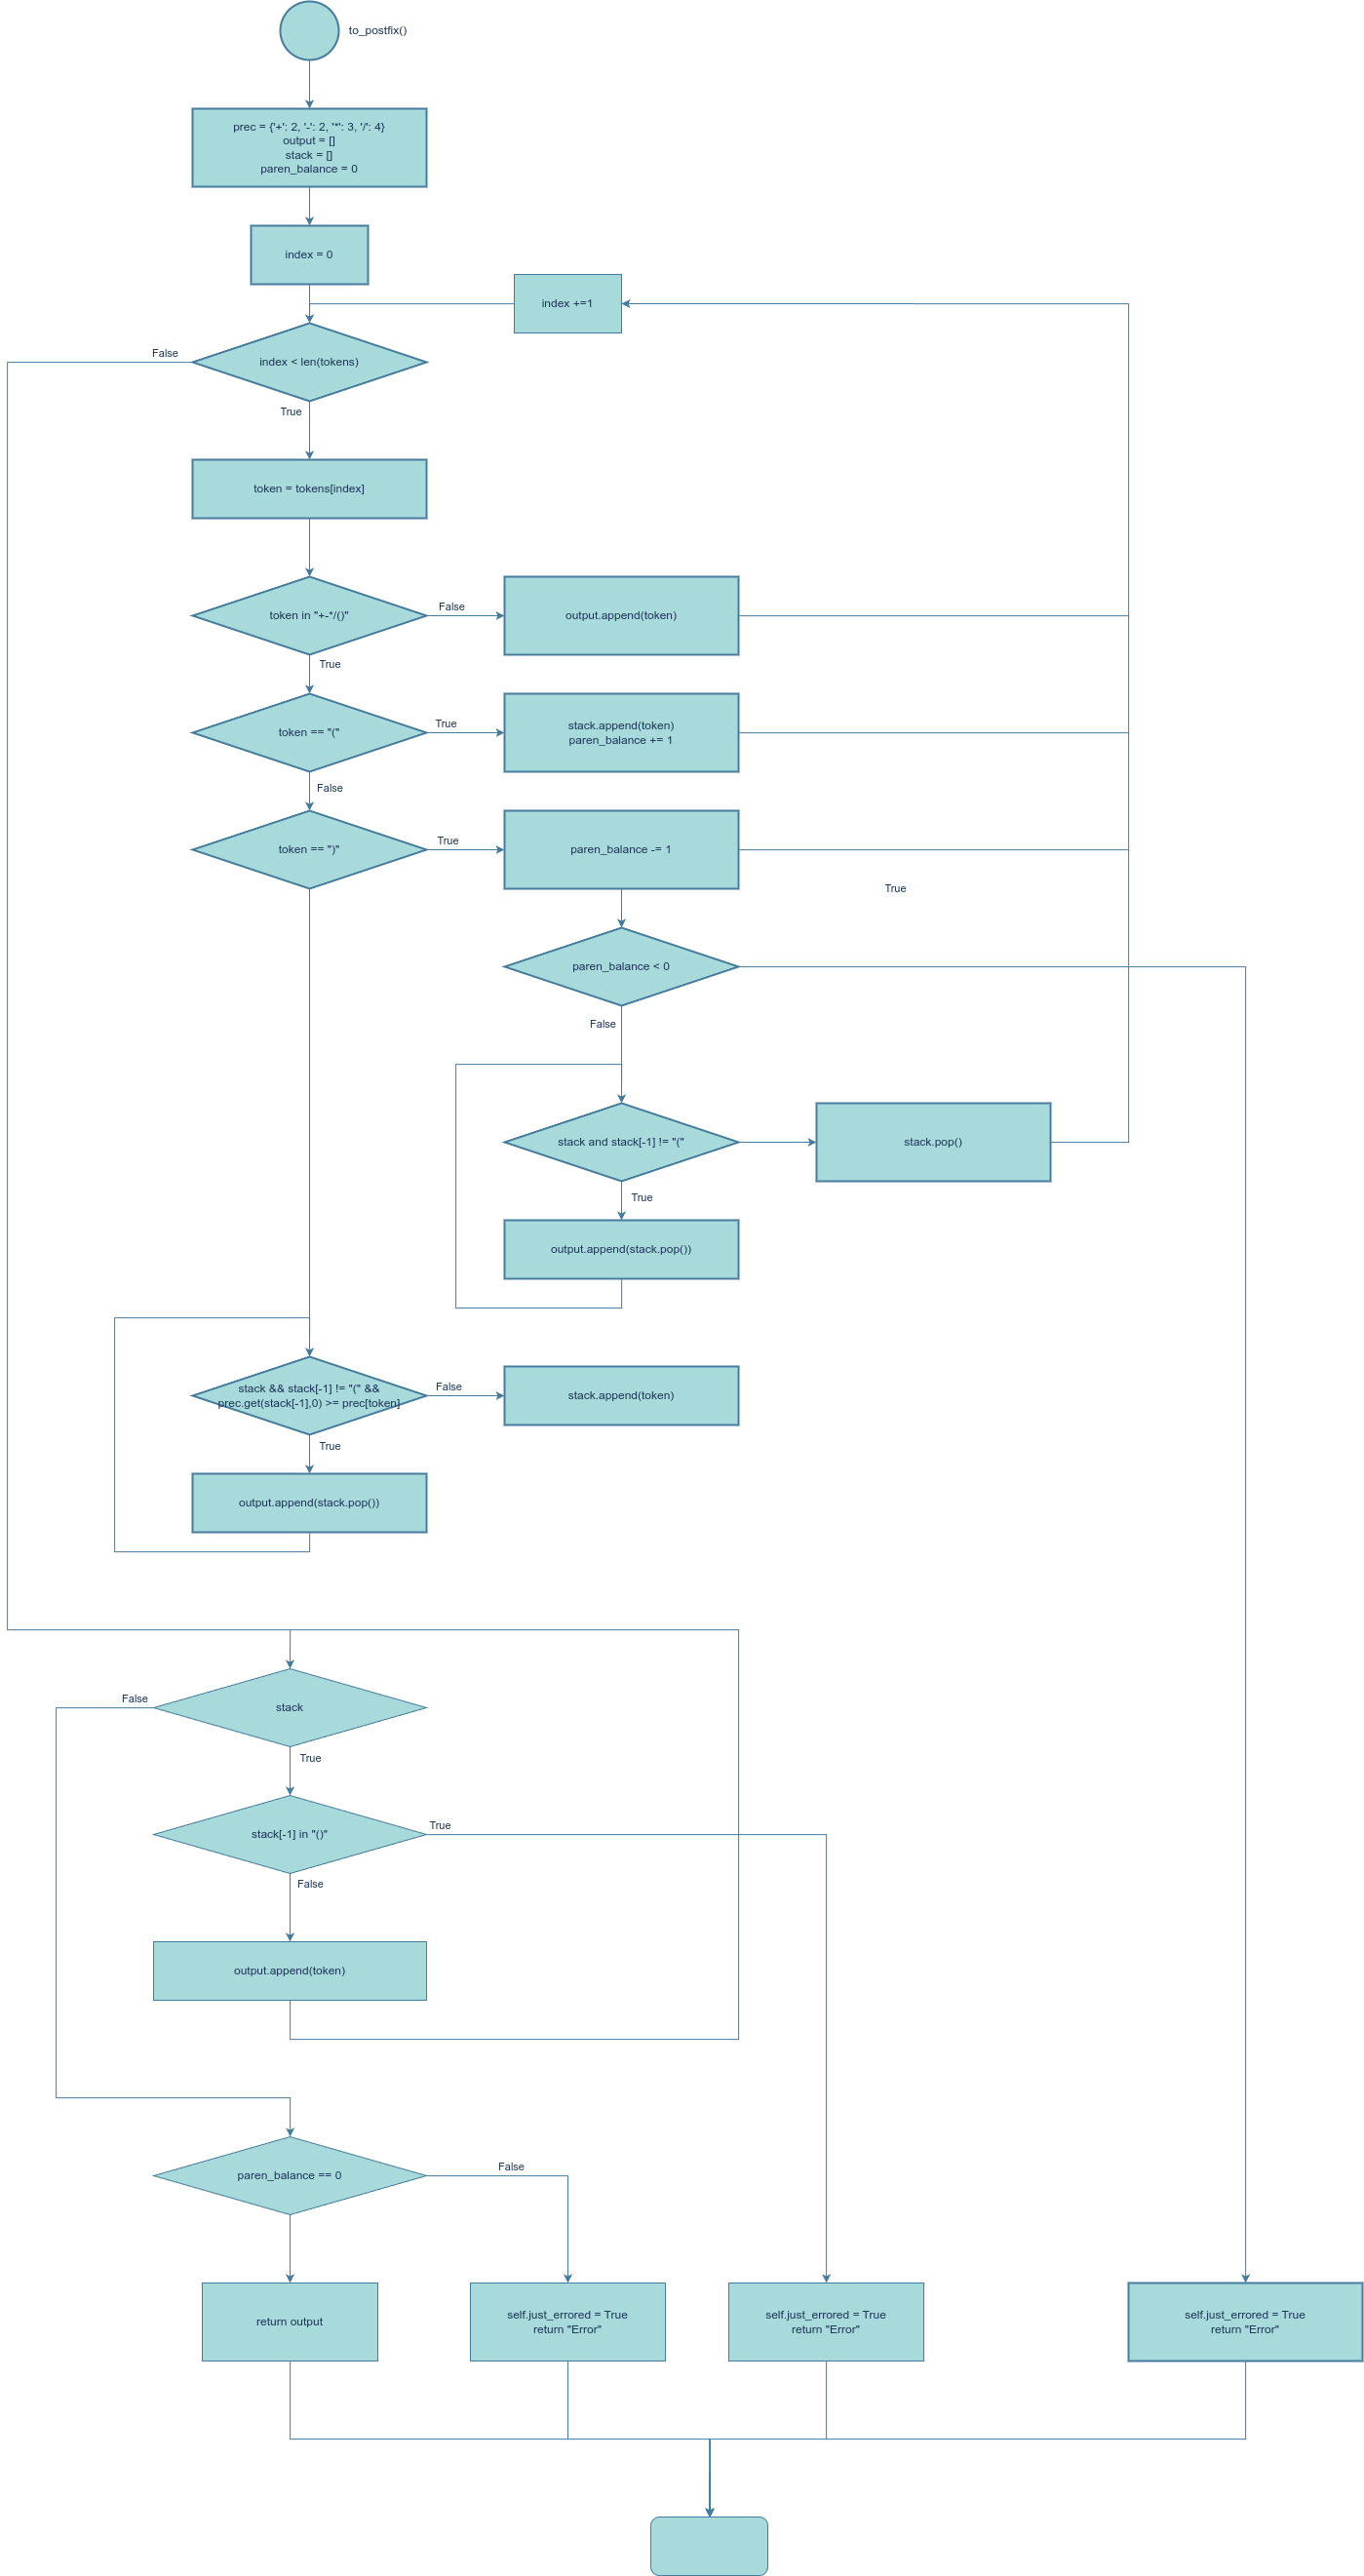 to_postfix()
prec = {'+': 2, '-': 2, '*': 3, '/': 4}
output = []
stack = []
paren_balance = 0
index = 0
index +=1
False
index < len(tokens)
True
token = tokens[index]
token in "+-*/()"
False
output.append(token)
True
token == "("
True
stack.append(token)
paren_balance += 1
False
token == ")"
True
paren_balance -= 1
True
paren_balance < 0
False
stack and stack[-1] != "("
stack.pop()
True
output.append(stack.pop())
stack && stack[-1] != "(" &&
prec.get(stack[-1],0) >= prec[token]
False
stack.append(token)
True
output.append(stack.pop())
False
stack
True
stack[-1] in "()"
True
False
output.append(token)
paren_balance == 0
False
return output
self.just_errored = True
return "Error"
self.just_errored = True
return "Error"
self.just_errored = True
return "Error"